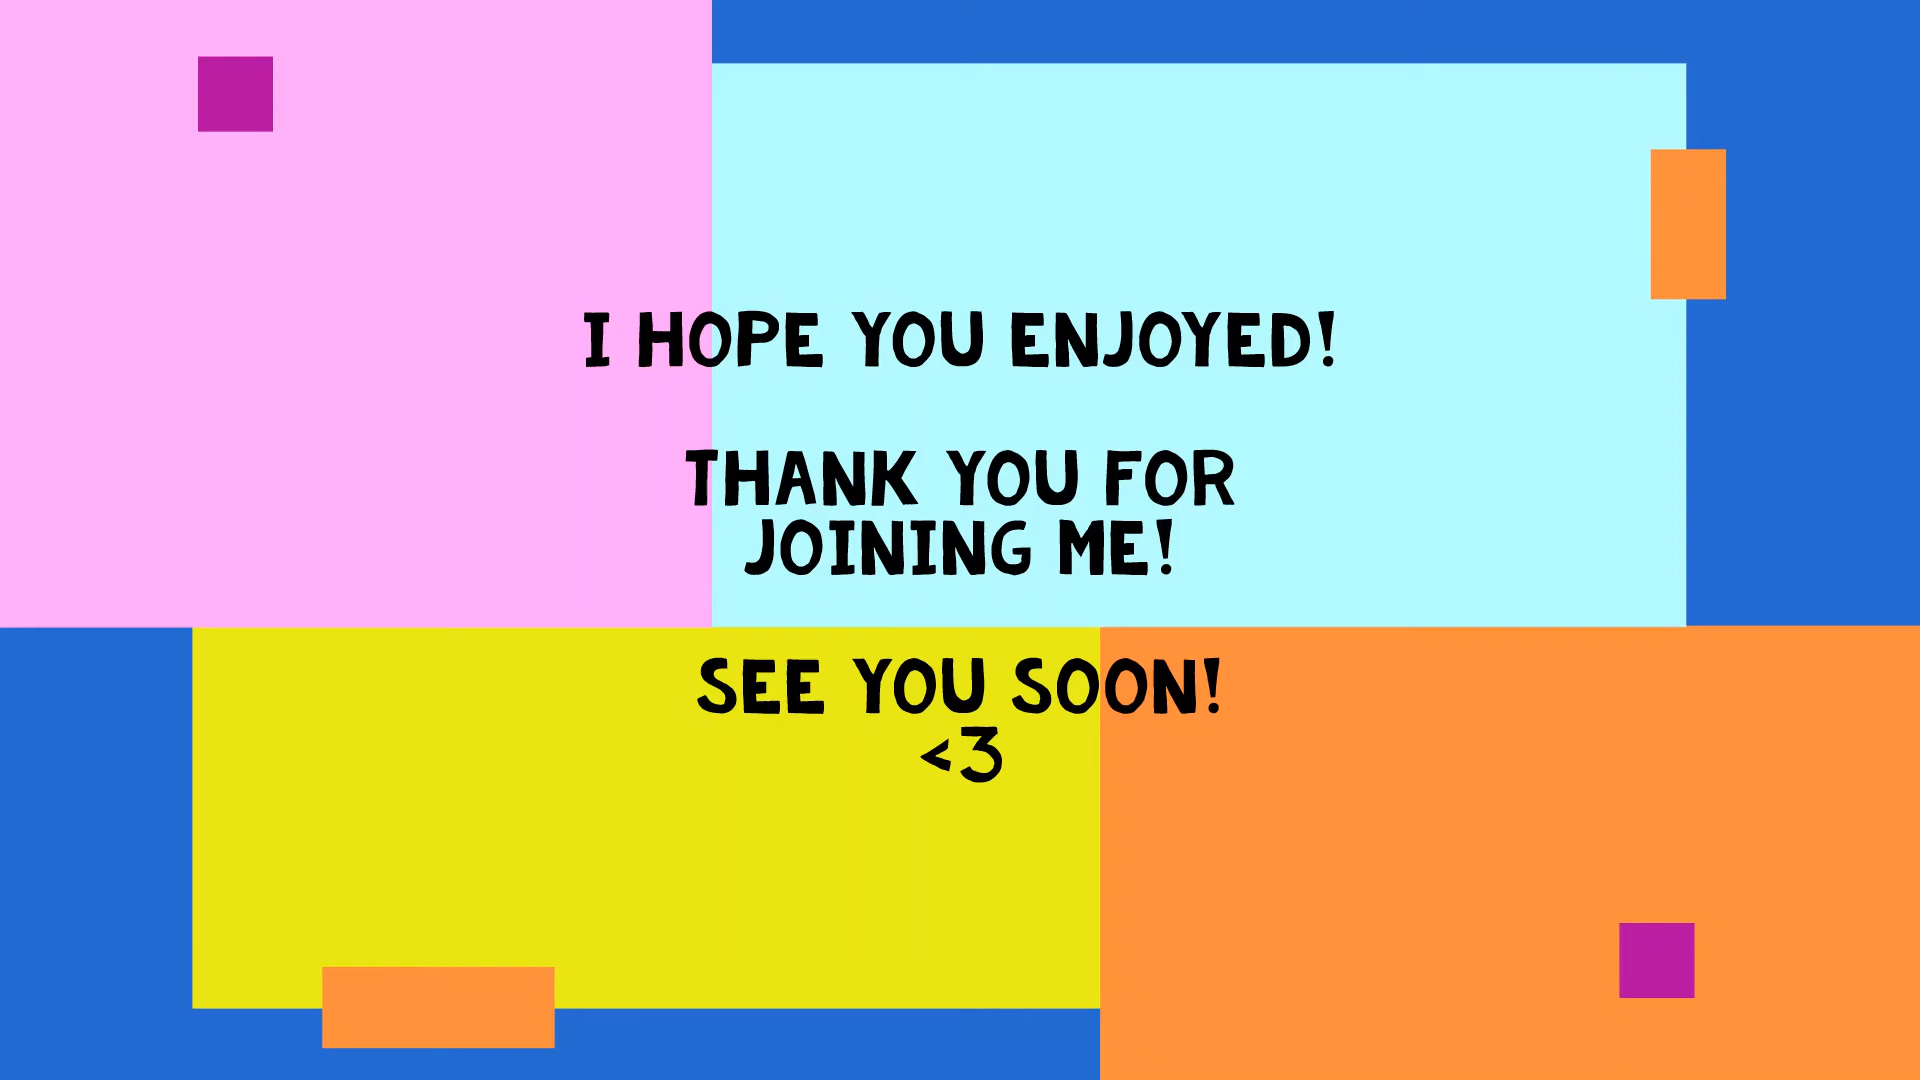 I HOPE YOU ENJOYED!
THANK YOU FOR
JOINING ME!
SEE YOU SOON!
<3